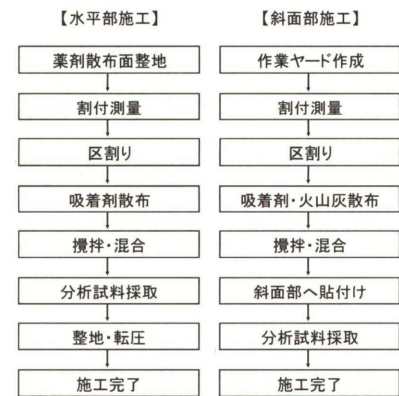 【水平部施工】
薬剤散布面整地
割付測量
区割り
吸着剤散布
攪拌・混合
分析試料採取
整地・転圧
施工完了
【斜面部施工】
作業ヤード作成
割付測量
区割り
吸着剤・火山灰散布
攪拌・混合
斜面部へ貼付け
分析試料採取
施工完了